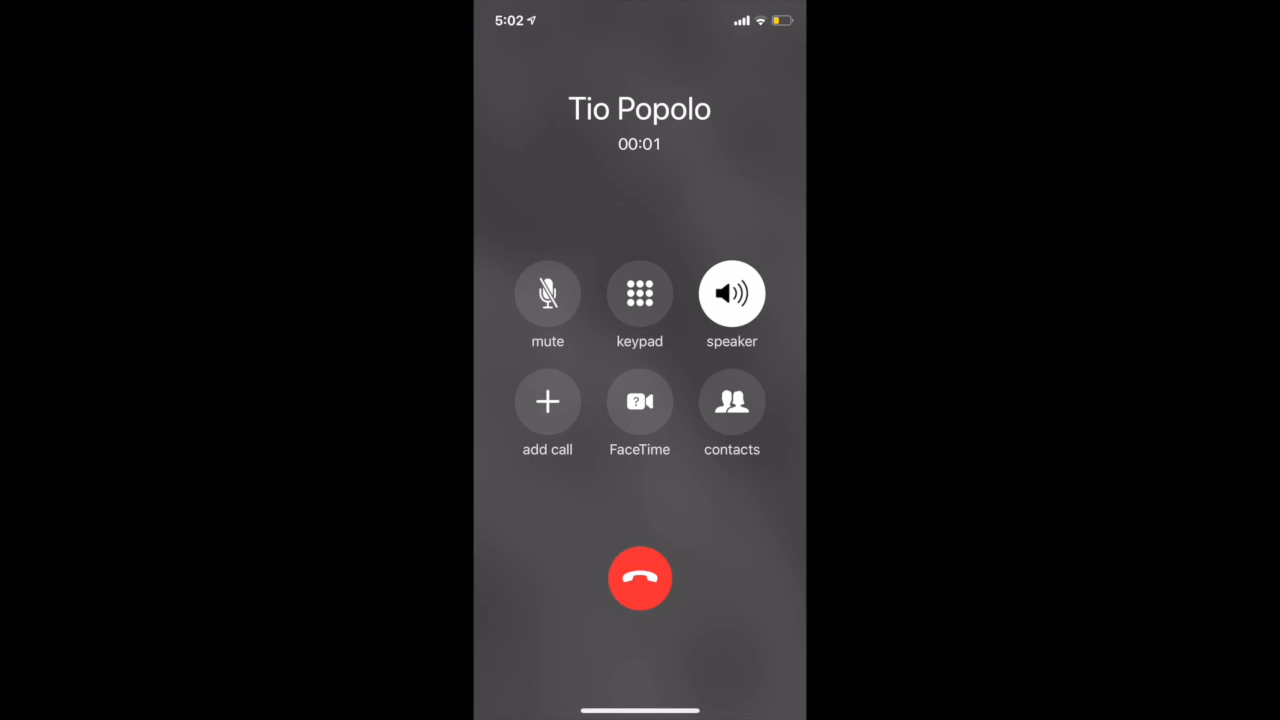 5:02
Tio Popolo
00:01
mute keypad speaker
?
add call FaceTime contacts